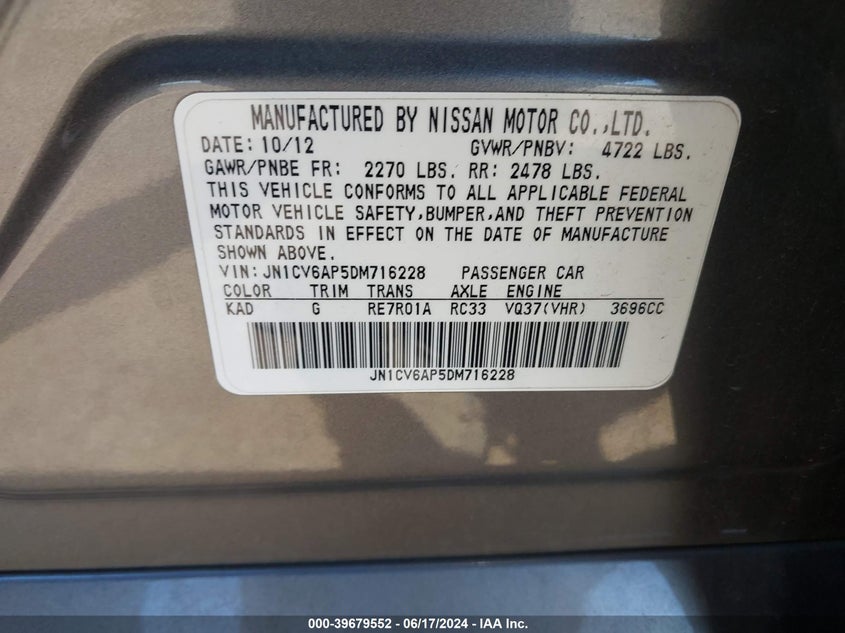 MANUFACTURED BY NISSAN MOTOR CO.,LTD.
DATE: 10/12 GVWR/PNBV: 4722 LBS.
GAWR/PNBE FR: 2270 LBS. RR: 2478 LBS.
THIS VEHICLE CONFORMS TO ALL APPLICABLE FEDERAL
MOTOR VEHICLE SAFETY,BUMPER,AND THEFT PREVENTION
STANDARDS IN EFFECT ON THE DATE OF MANUFACTURE
SHOWN ABOVE.
VIN: JN1CV6AP5DM716228 PASSENGER CAR
COLOR TRIM TRANS AXLE ENGINE
KAD G RE7R01A RC33 VQ37(VHR) 3696CC
JN1CV6AP5DM716228
000-39679552 - 06/17/2024 - IAA Inc.